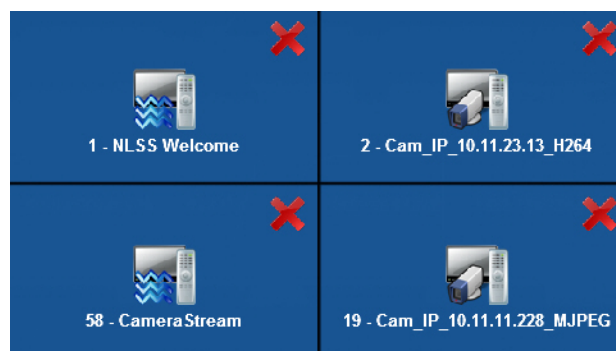 1 - NLSS Welcome
2 - Cam_IP_10.11.23.13_H264
58 - CameraStream
19 - Cam_IP_10.11.11.228_MJPEG